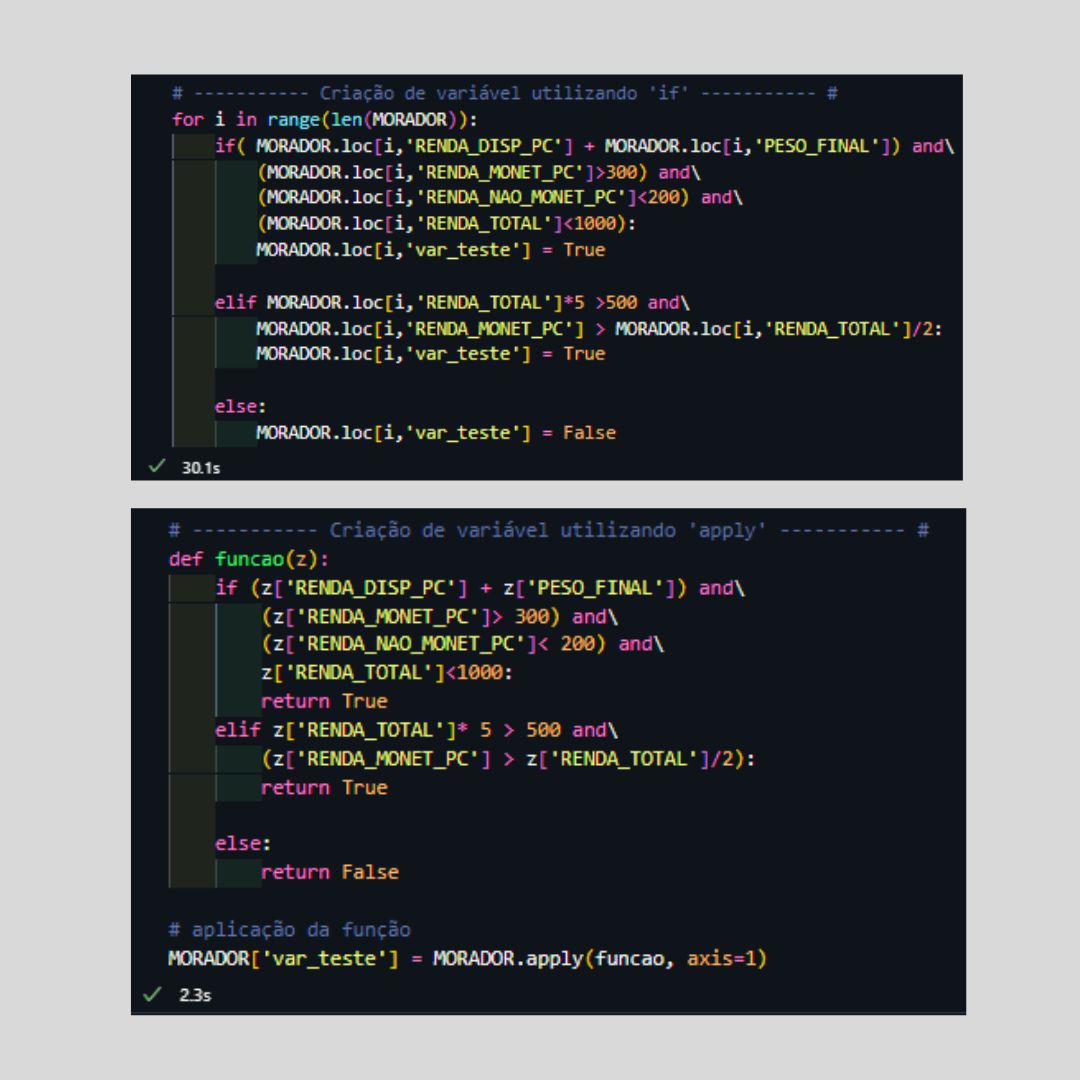 # ----------- Criação de variável utilizando 'if' ----------- #
for i in range(len(MORADOR)):
    if( MORADOR.loc[i,'RENDA_DISP_PC'] + MORADOR.loc[i,'PESO_FINAL']) and\
        (MORADOR.loc[i,'RENDA_MONET_PC']>300) and\
        (MORADOR.loc[i,'RENDA_NAO_MONET_PC']<200) and\
        (MORADOR.loc[i,'RENDA_TOTAL']<1000):
        MORADOR.loc[i,'var_teste'] = True
    elif MORADOR.loc[i,'RENDA_TOTAL']*5 >500 and\
        MORADOR.loc[i,'RENDA_MONET_PC'] > MORADOR.loc[i,'RENDA_TOTAL']/2:
        MORADOR.loc[i,'var_teste'] = True
    else:
        MORADOR.loc[i,'var_teste'] = False
✓ 30.1s
# ----------- Criação de variável utilizando 'apply' ----------- #
def funcao(z):
    if (z['RENDA_DISP_PC'] + z['PESO_FINAL']) and\
        (z['RENDA_MONET_PC']> 300) and\
        (z['RENDA_NAO_MONET_PC']< 200) and\
        z['RENDA_TOTAL']<1000:
        return True
    elif z['RENDA_TOTAL']* 5 > 500 and\
        (z['RENDA_MONET_PC'] > z['RENDA_TOTAL']/2):
        return True
    else:
        return False
# aplicação da função
MORADOR['var_teste'] = MORADOR.apply(funcao, axis=1)
✓ 2.3s